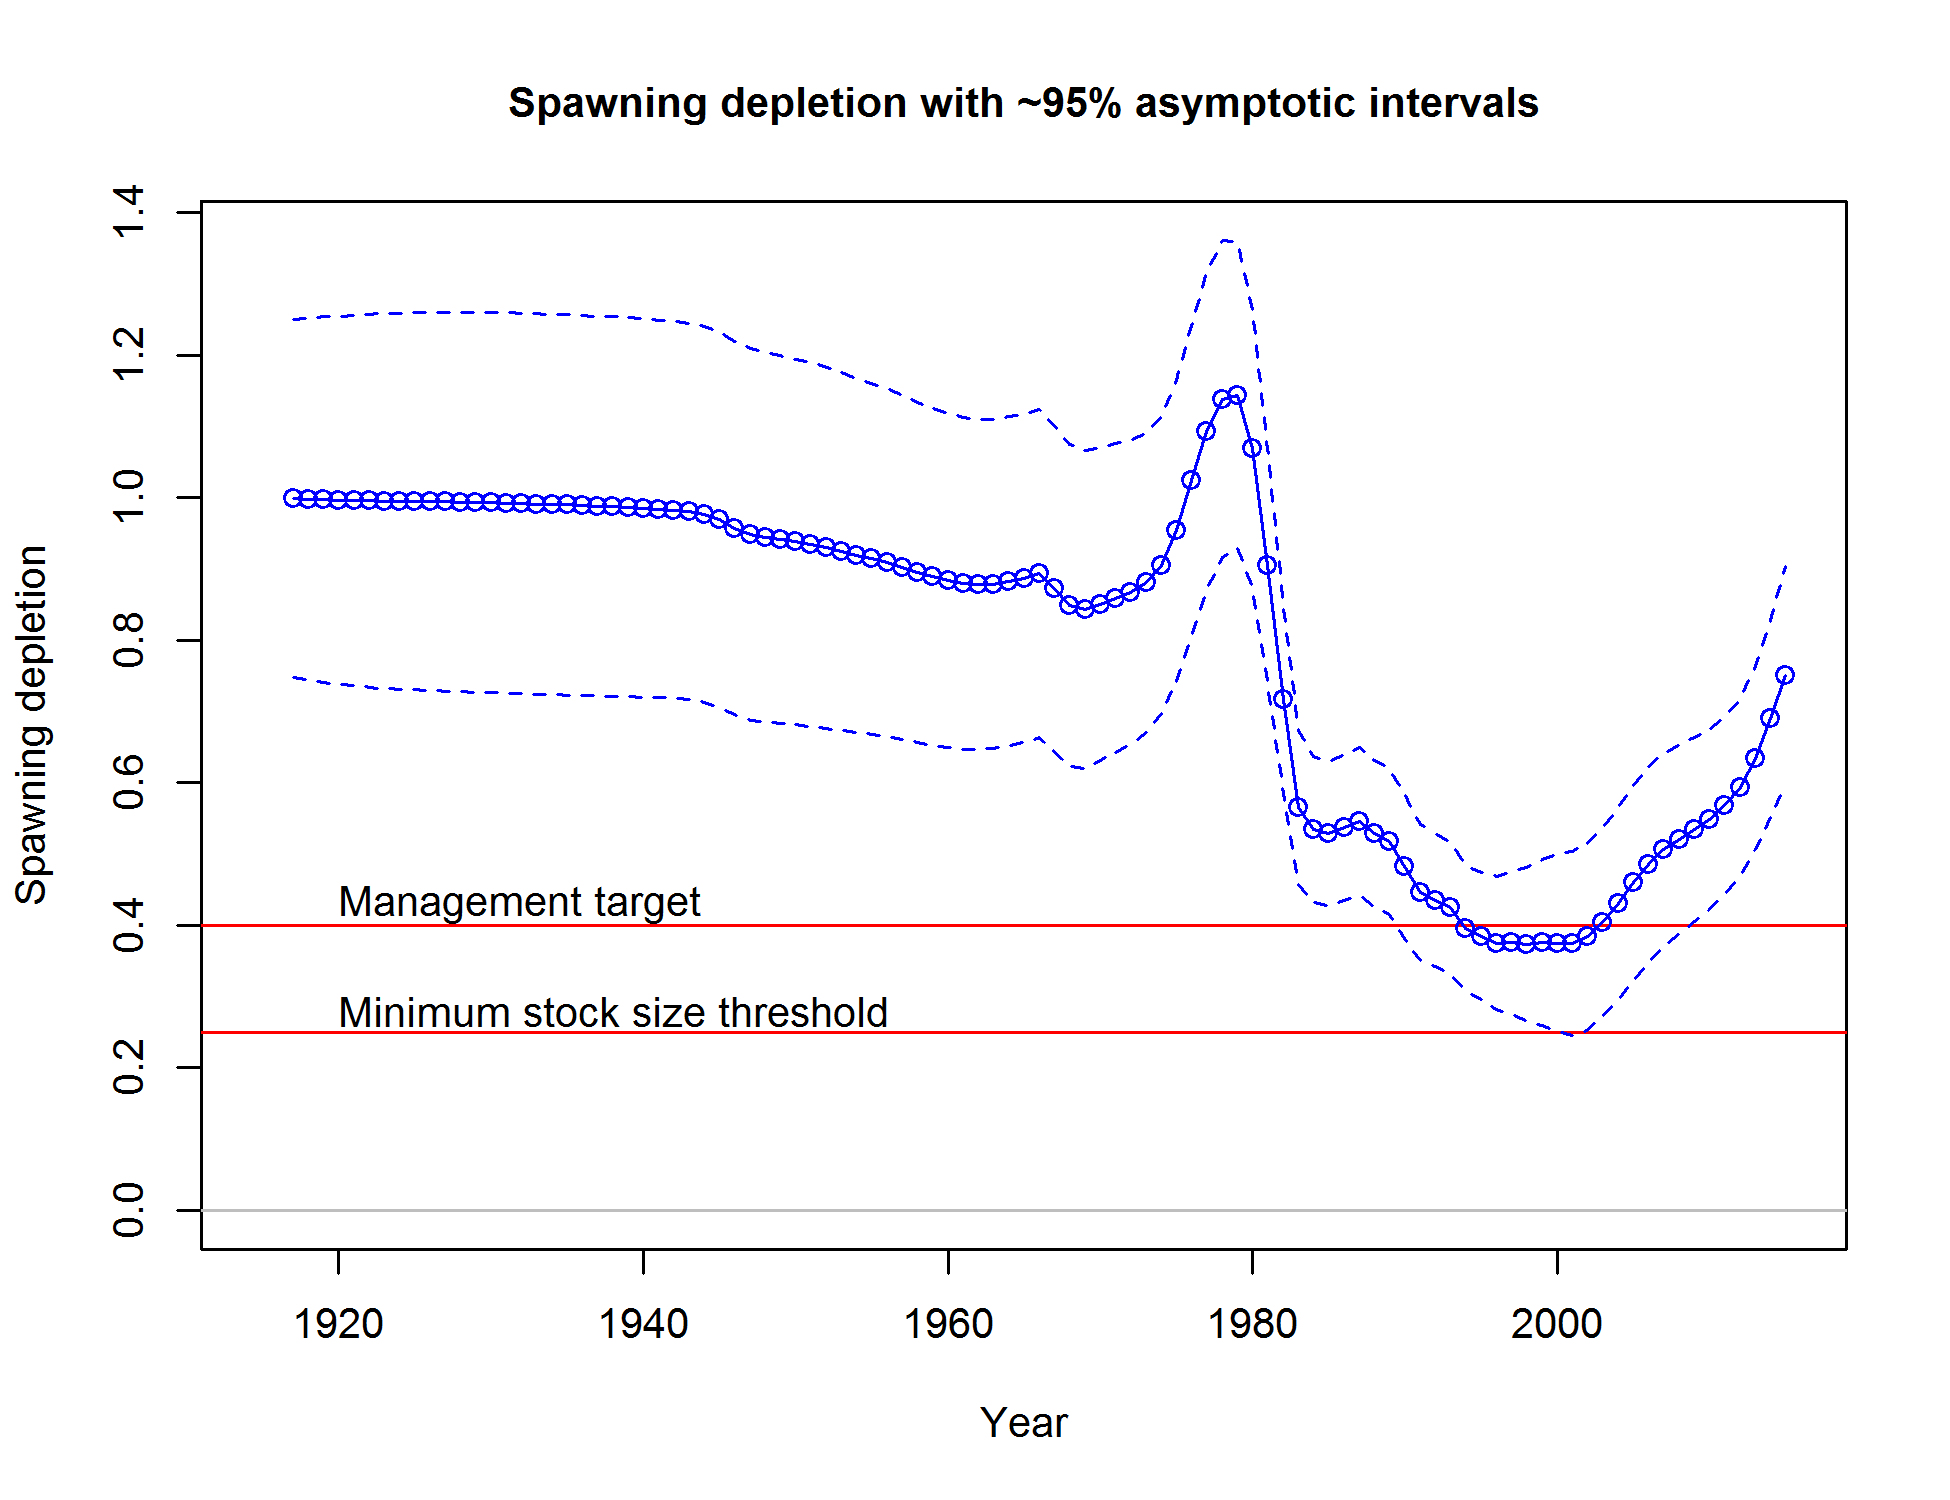 Spawning depletion with ~95% asymptotic intervals
Spawning depletion
1.4
1.2
1.0
0.8
0.6
0.4
0.2
0.0
Management target
Minimum stock size threshold
1920 1940 1960 1980 2000
Year